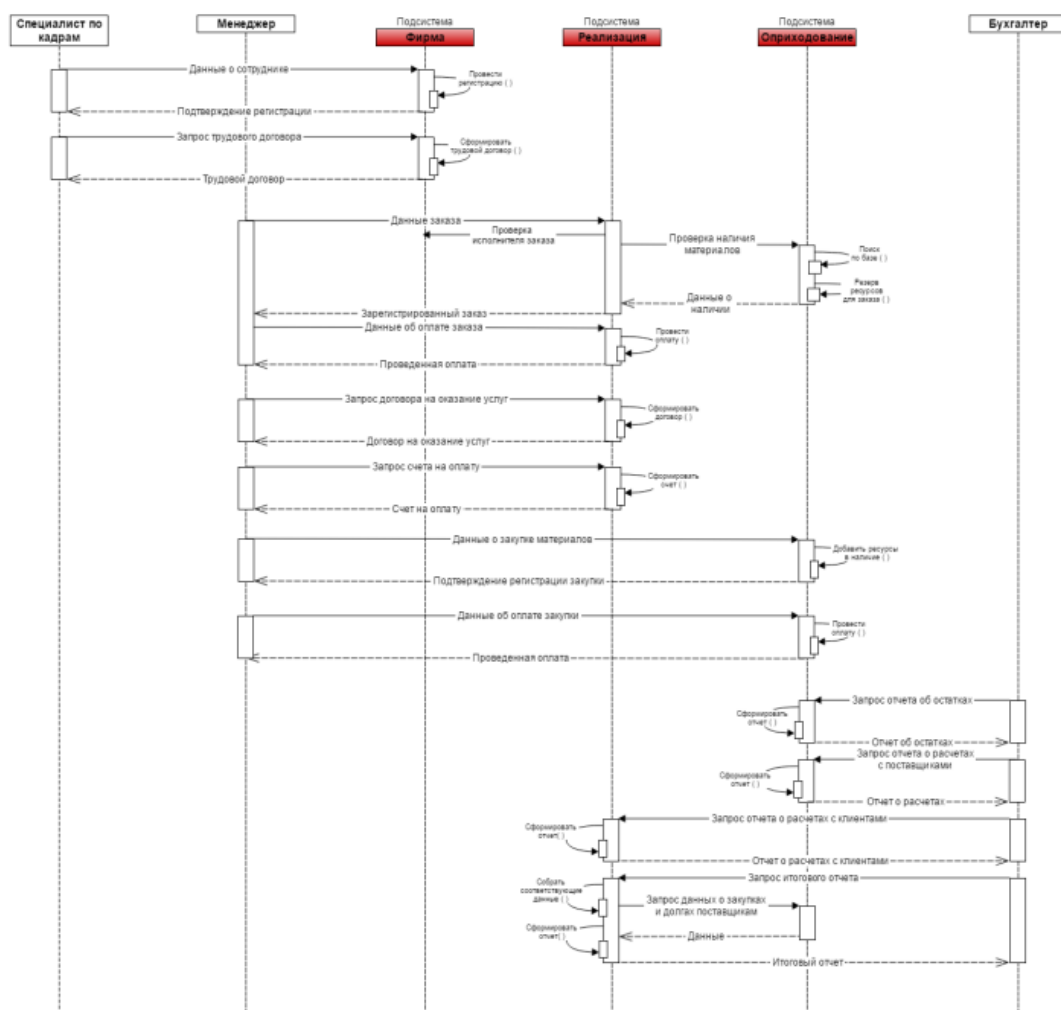 Специалист по
кадрам
Менеджер
Подсистема
Фирма
Подсистема
Реализация
Подсистема
Оприходование
Бухгалтер
Данные о сотруднике
Провести
регистрацию ( )
Подтверждение регистрации
Запрос трудового договора
Сформировать
трудовой договор ( )
Трудовой договор
Данные заказа
Проверка
исполнителя заказа
Проверка наличия
материалов
Поиск
по базе ( )
Резерв
ресурсов
для заказа ( )
Данные о
наличии
Зарегистрированный заказ
Данные об оплате заказа
Провести
оплату ( )
Проведенная оплата
Запрос договора на оказание услуг
Сформировать
договор ( )
Договор на оказание услуг
Запрос счета на оплату
Сформировать
счет ( )
Счет на оплату
Данные о закупке материалов
Добавить ресурсы
в наличие ( )
Подтверждение регистрации закупки
Данные об оплате закупки
Провести
оплату ( )
Проведенная оплата
Запрос отчета об остатках
Сформировать
отчет ( )
Отчет об остатках
Запрос отчета о расчетах
с поставщиками
Сформировать
отчет ( )
Отчет о расчетах
Запрос отчета о расчетах с клиентами
Сформировать
отчет( )
Отчет о расчетах с клиентами
Запрос итогового отчета
Собрать
соответствующие
данные ( )
Запрос данных о закупках
и долгах поставщикам
Сформировать
отчет( )
Данные
Итоговый отчет